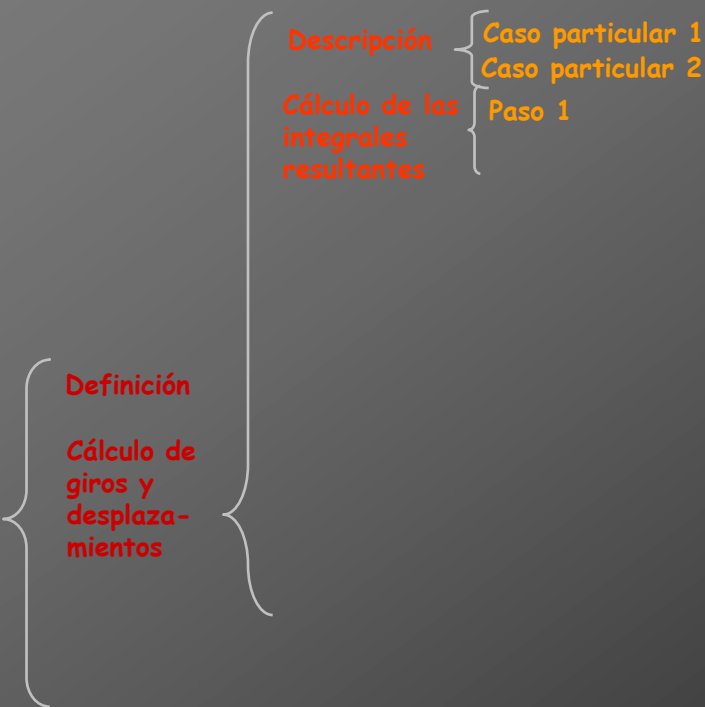 Descripción
Caso particular 1
Caso particular 2
Cálculo de las
integrales
resultantes
Paso 1
Definición
Cálculo de
giros y
desplaza-
mientos